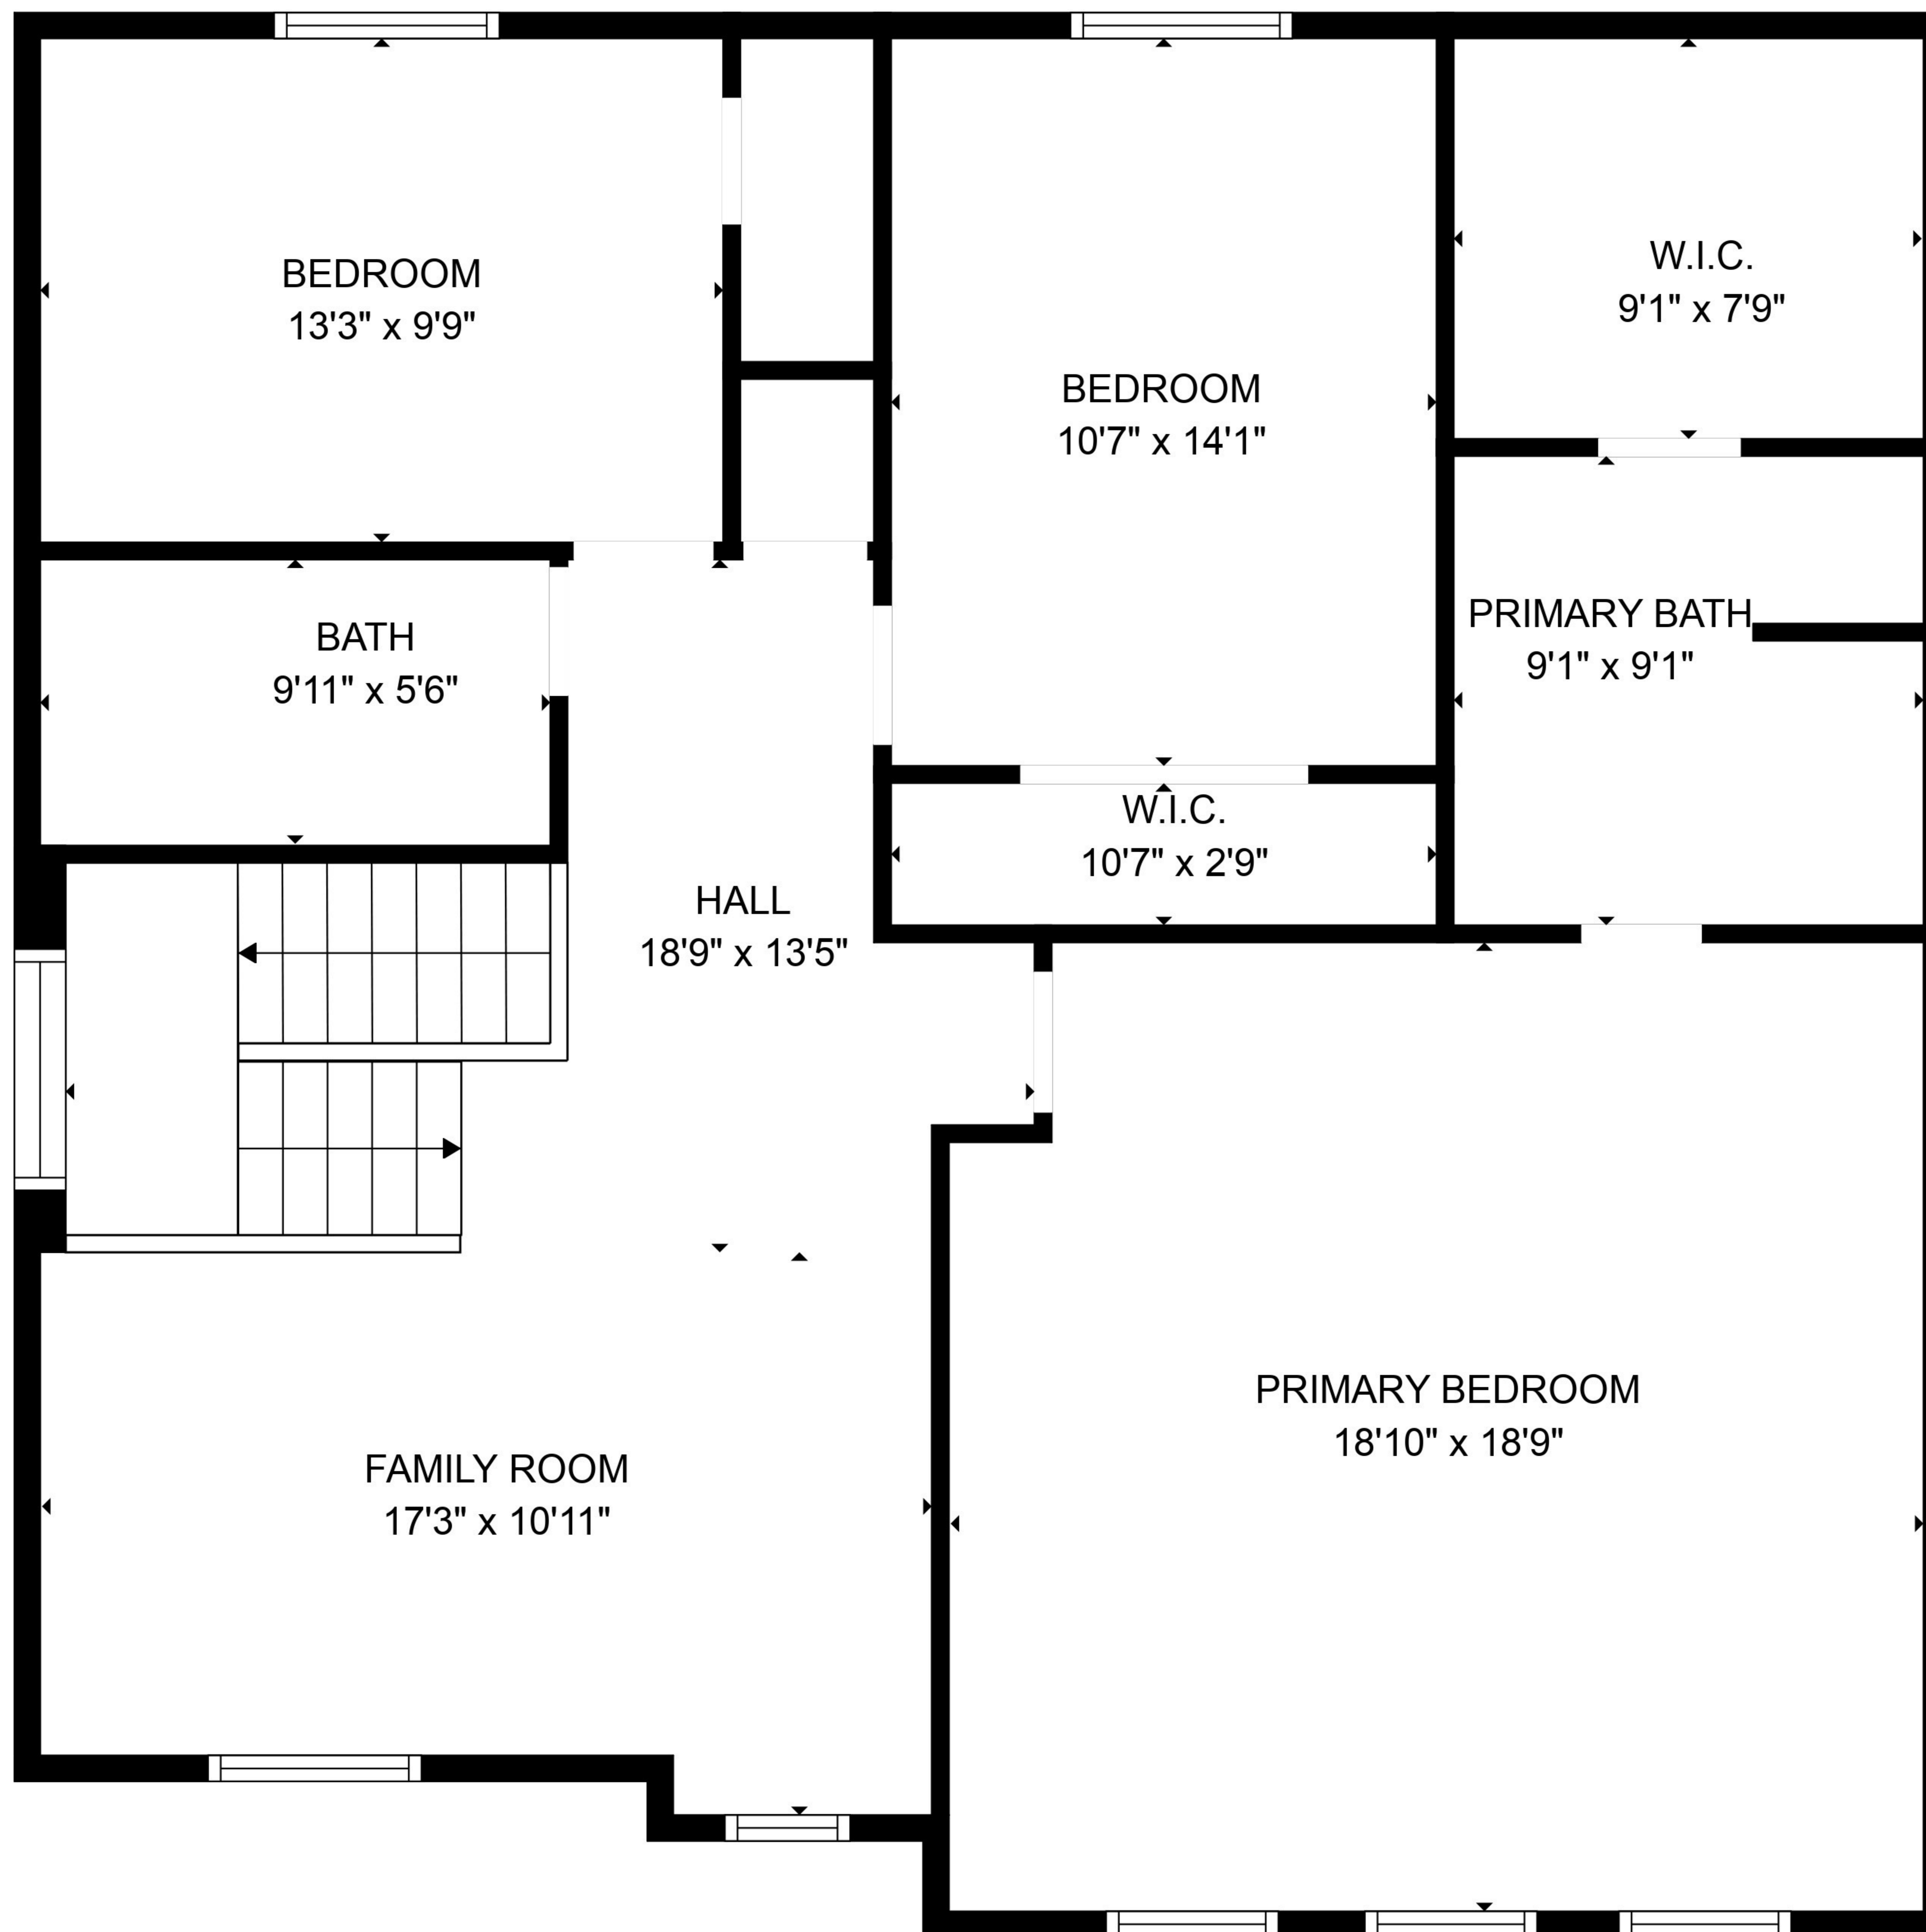 BEDROOM
13'3" x 9'9"
W.I.C.
9'1" x 7'9"
BEDROOM
10'7" x 14'1"
PRIMARY BATH
9'1" x 9'1"
BATH
9'11" x 5'6"
W.I.C.
10'7" x 2'9"
HALL
18'9" x 13'5"
PRIMARY BEDROOM
18'10" x 18'9"
FAMILY ROOM
17'3" x 10'11"